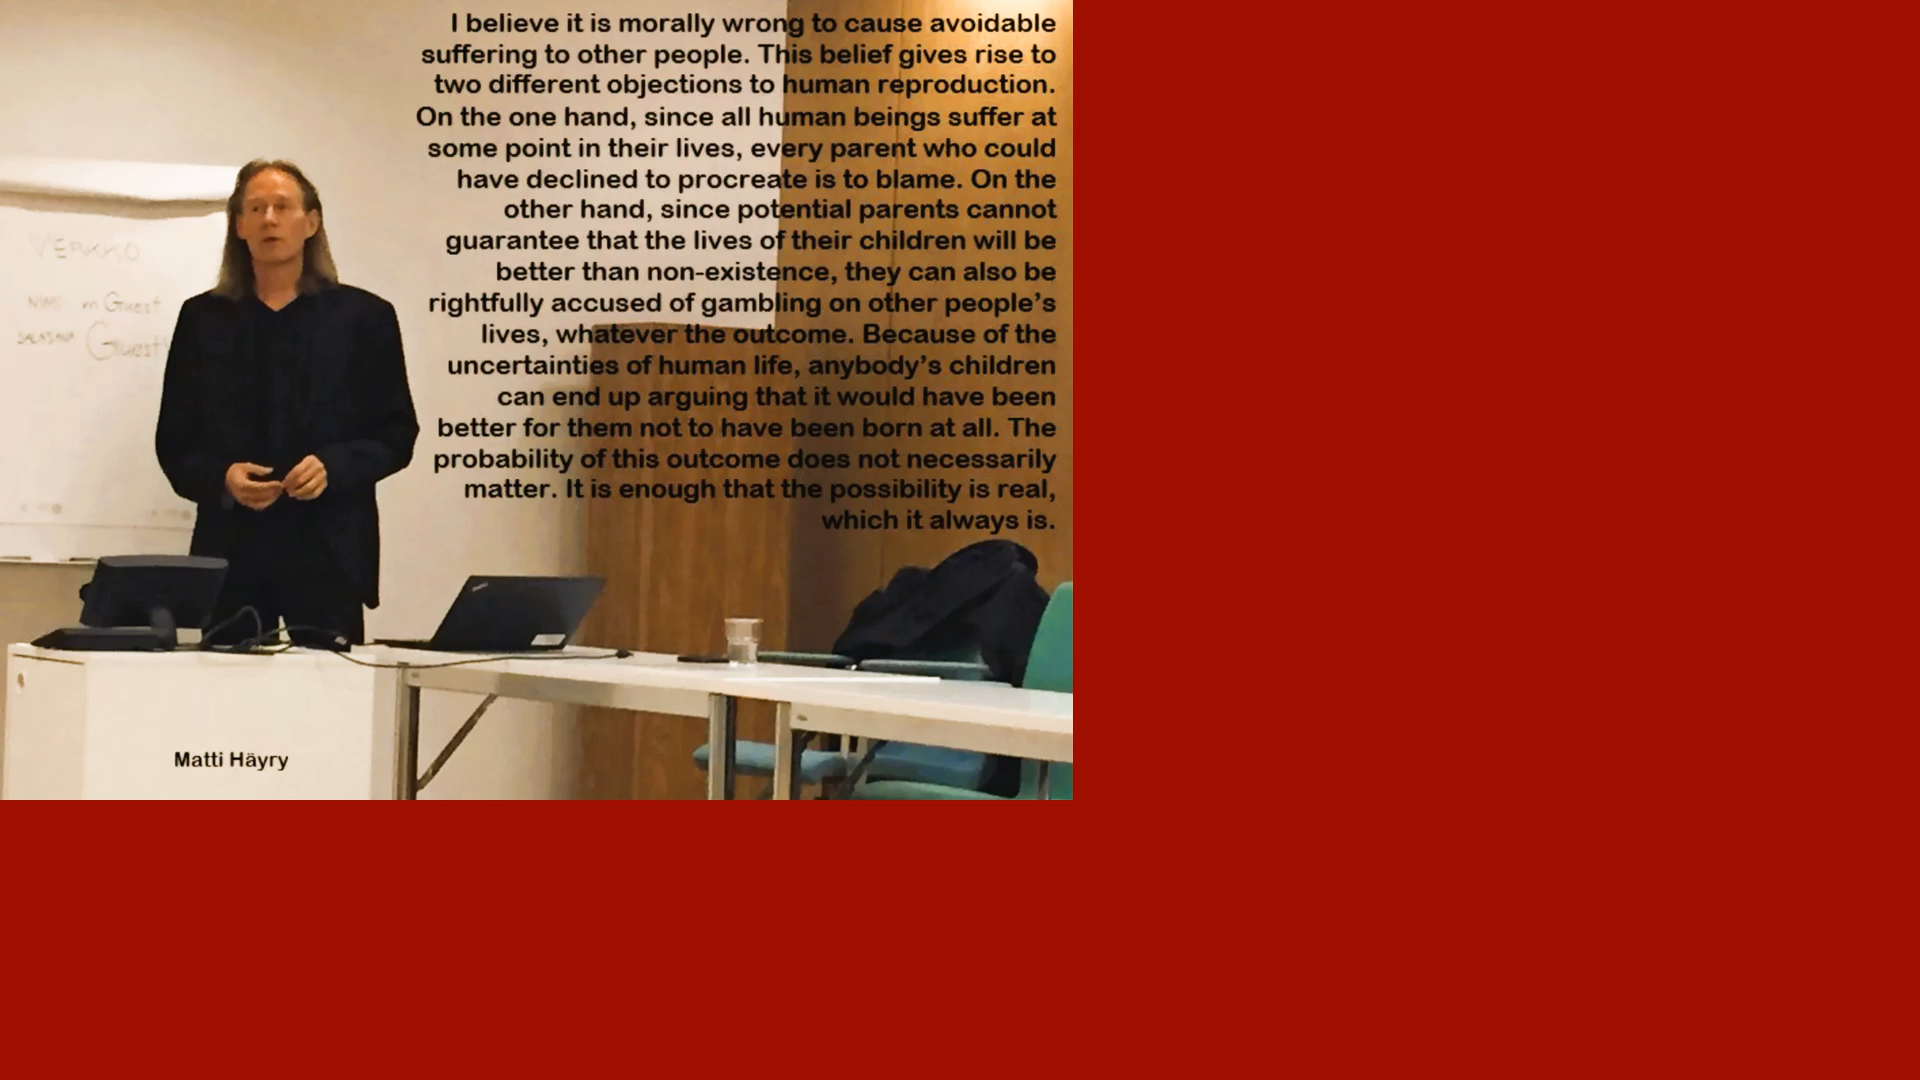 I believe it is morally wrong to cause avoidable
suffering to other people. This belief gives rise to
two different objections to human reproduction.
On the one hand, since all human beings suffer at
some point in their lives, every parent who could
have declined to procreate is to blame. On the
other hand, since potential parents cannot
guarantee that the lives of their children will be
better than non-existence, they can also be
rightfully accused of gambling on other people's
lives, whatever the outcome. Because of the
uncertainties of human life, anybody's children
can end up arguing that it would have been
better for them not to have been born at all. The
probability of this outcome does not necessarily
matter. It is enough that the possibility is real,
which it always is.
VERKKO
NIMI: mGuest
SALASANA Guest
Matti Häyry